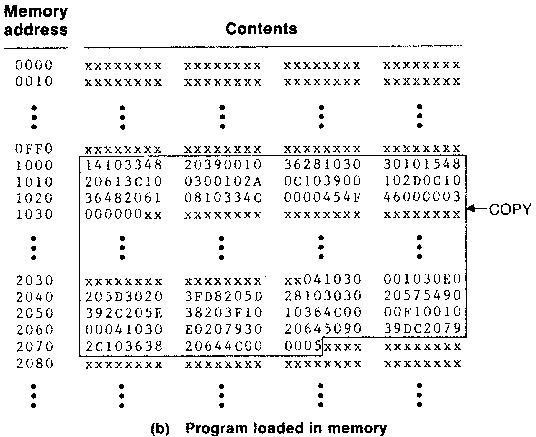 Memory address
Contents
0000 xxxxxxxx xxxxxxxx xxxxxxxx xxxxxxxx
0010 xxxxxxxx xxxxxxxx xxxxxxxx xxxxxxxx
0FF0 xxxxxxxx xxxxxxxx xxxxxxxx xxxxxxxx
1000 14103348 20390010 36281030 30101548
1010 20613C10 0300102A 0C103900 102D0C10
1020 36482061 0810334C 0000454F 46000003
1030 000000xx xxxxxxxx xxxxxxxx xxxxxxxx
COPY
2030 xxxxxxxx xxxxxxxx xx041030 001030E0
2040 205D3020 3FD8205D 28103030 20575490
2050 392C205E 38203F10 10364C00 00F10010
2060 00041030 E0207930 20645090 39DC2079
2070 2C103638 20644C00 0005xxxx xxxxxxxx
2080 xxxxxxxx xxxxxxxx xxxxxxxx xxxxxxxx
(b) Program loaded in memory